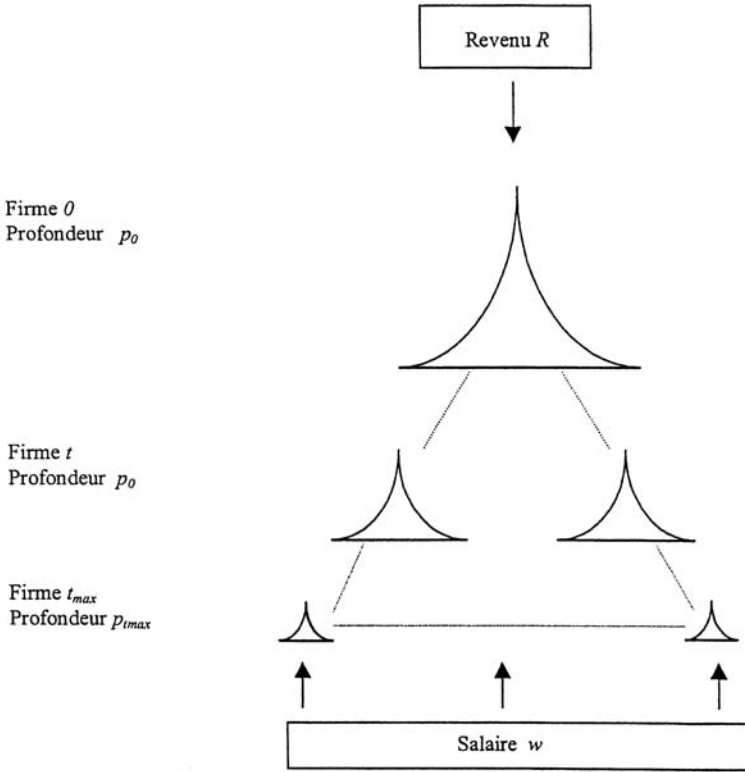 Revenu R
Firme 0
Profondeur p0
Firme t
Profondeur p0
Firme tmax
Profondeur ptmax
Salaire w